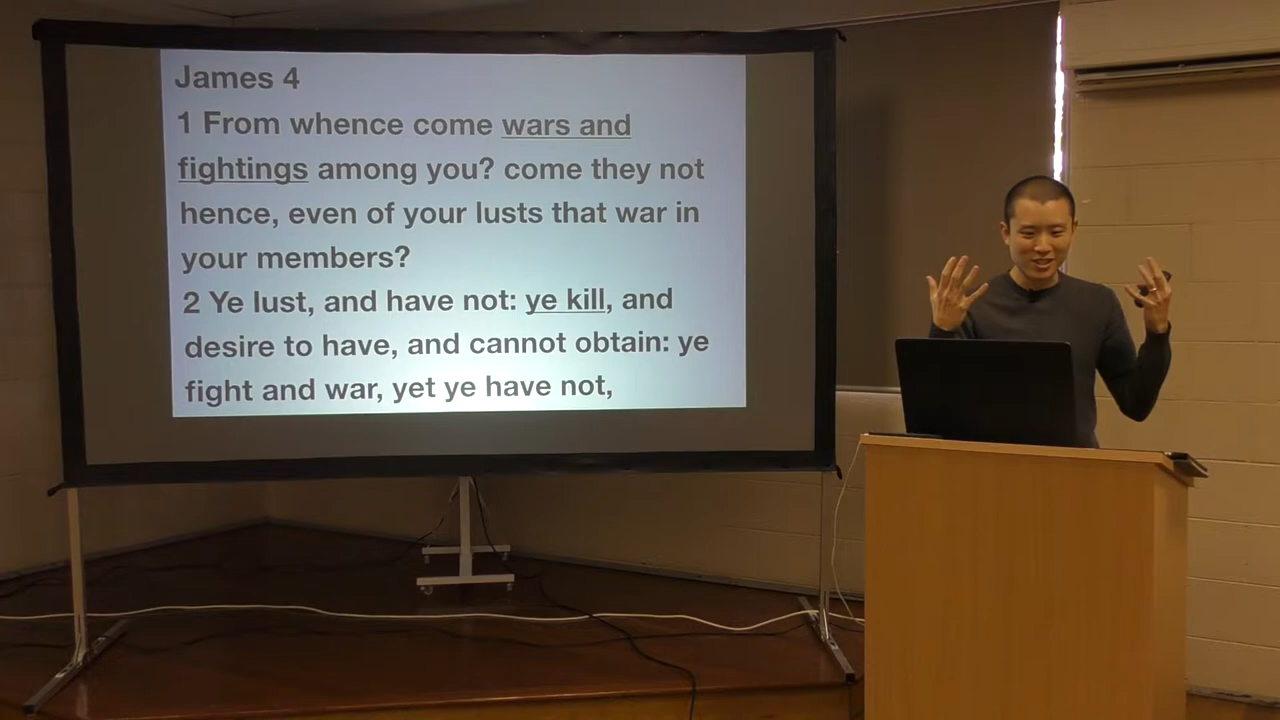 James 4
1 From whence come wars and
fightings among you? come they not
hence, even of your lusts that war in
your members?
2 Ye lust, and have not: ye kill, and
desire to have, and cannot obtain: ye
fight and war, yet ye have not,